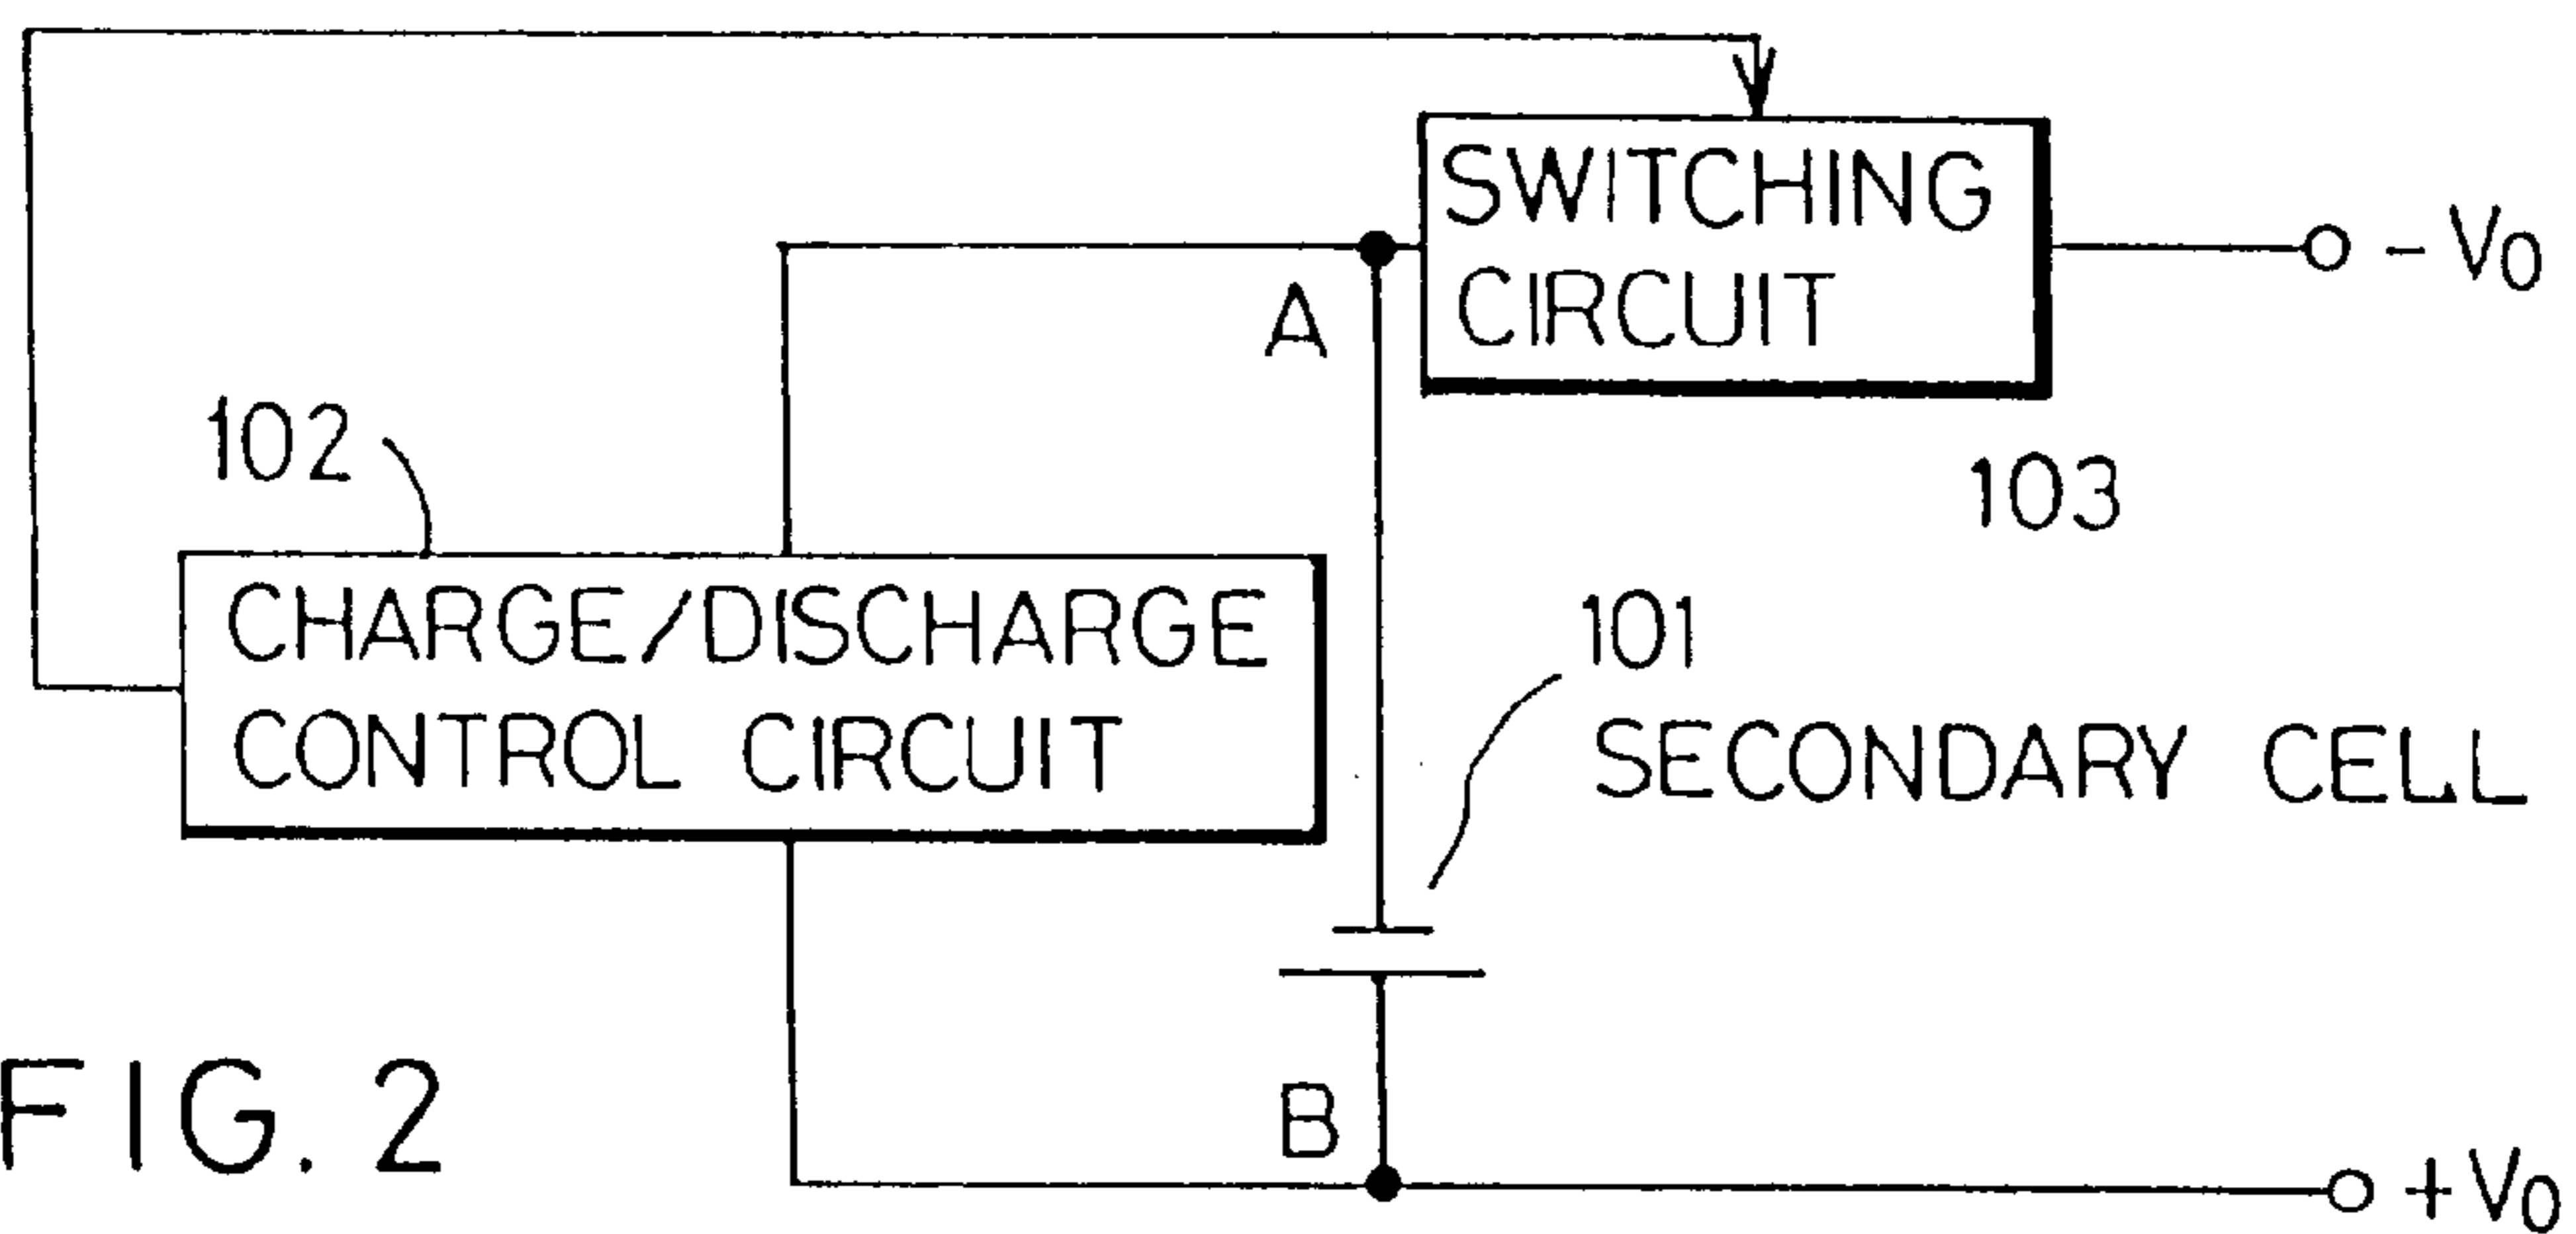 SWITCHING
CIRCUIT
- V0
A
102
103
CHARGE/DISCHARGE
CONTROL CIRCUIT
101
SECONDARY CELL
B
+V0
FIG. 2